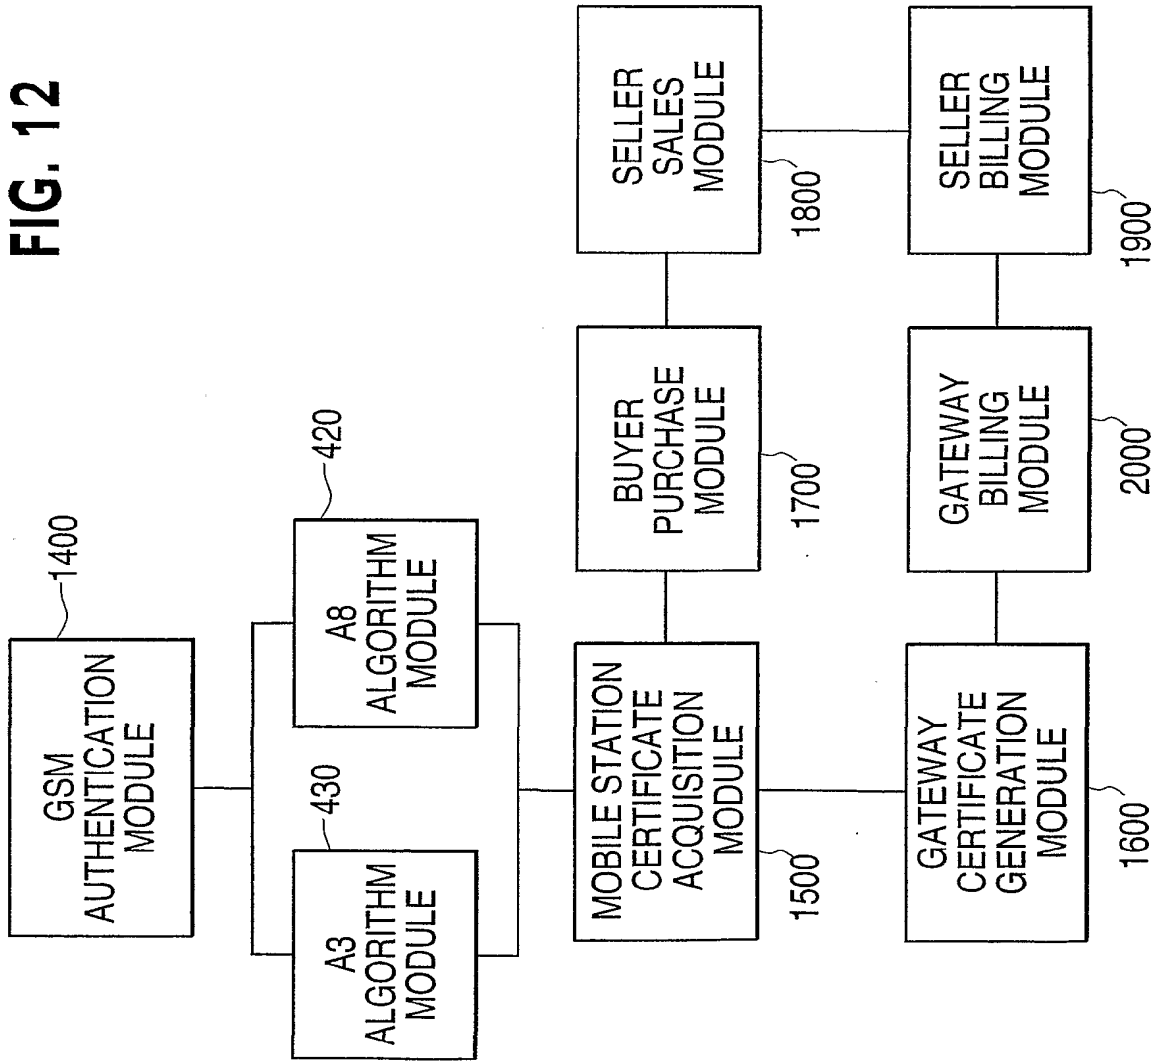 FIG. 12
GSM
AUTHENTICATION
MODULE
1400
A3
ALGORITHM
MODULE
430
A8
ALGORITHM
MODULE
420
MOBILE STATION
CERTIFICATE
ACQUISITION
MODULE
1500
BUYER
PURCHASE
MODULE
1700
SELLER
SALES
MODULE
1800
GATEWAY
CERTIFICATE
GENERATION
MODULE
1600
GATEWAY
BILLING
MODULE
2000
SELLER
BILLING
MODULE
1900